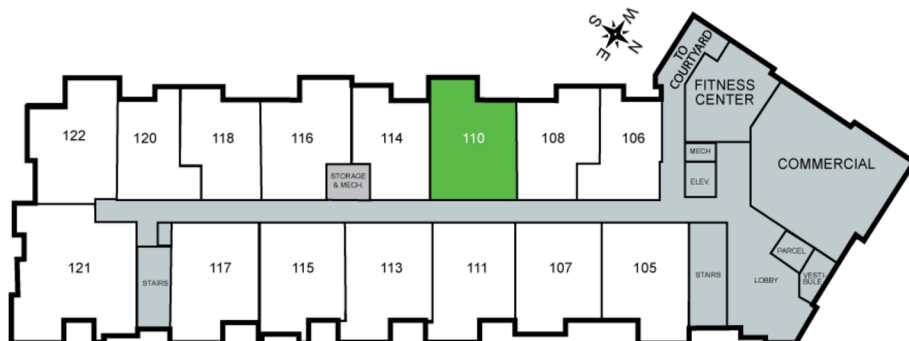 S
W
E
N
TO
COURTYARD
FITNESS
CENTER
122
120
118
116
114
110
108
106
MECH
COMMERCIAL
STORAGE
& MECH
ELEV.
121
STAIRS
117
115
113
111
107
105
STAIRS
PARCEL
LOBBY
VESTI-
BULE